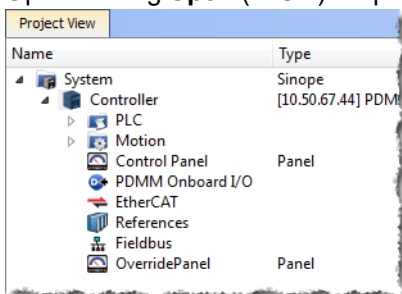 Project View
Name Type
System Sinope
Controller [10.50.67.44] PDM
PLC
Motion
Control Panel Panel
PDMM Onboard I/O
EtherCAT
References
Fieldbus
OverridePanel Panel